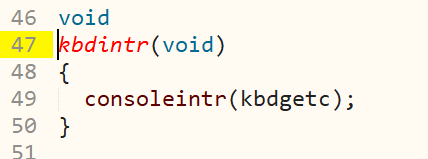 46 void
47 kbdintr(void)
48 {
49   consoleintr(kbdgetc);
50 }
51